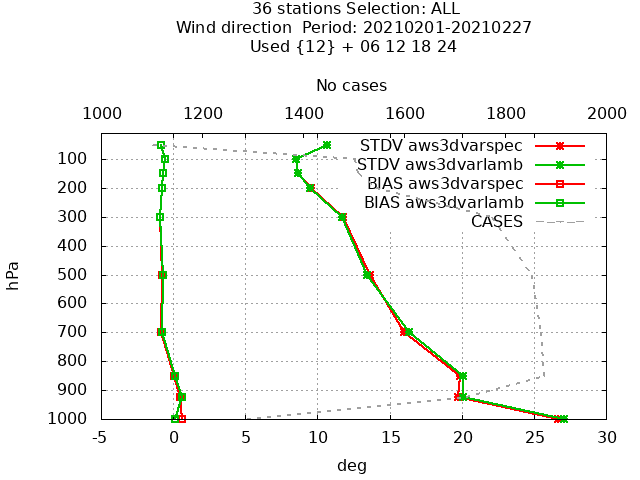 36 stations Selection: ALL
Wind direction  Period: 20210201-20210227
Used {12} + 06 12 18 24
No cases
1000 1200 1400 1600 1800 2000
STDV aws3dvarspec
STDV aws3dvarlamb
BIAS aws3dvarspec
BIAS aws3dvarlamb
CASES
100
200
300
400
500
600
700
800
900
1000
hPa
-5 0 5 10 15 20 25 30
deg